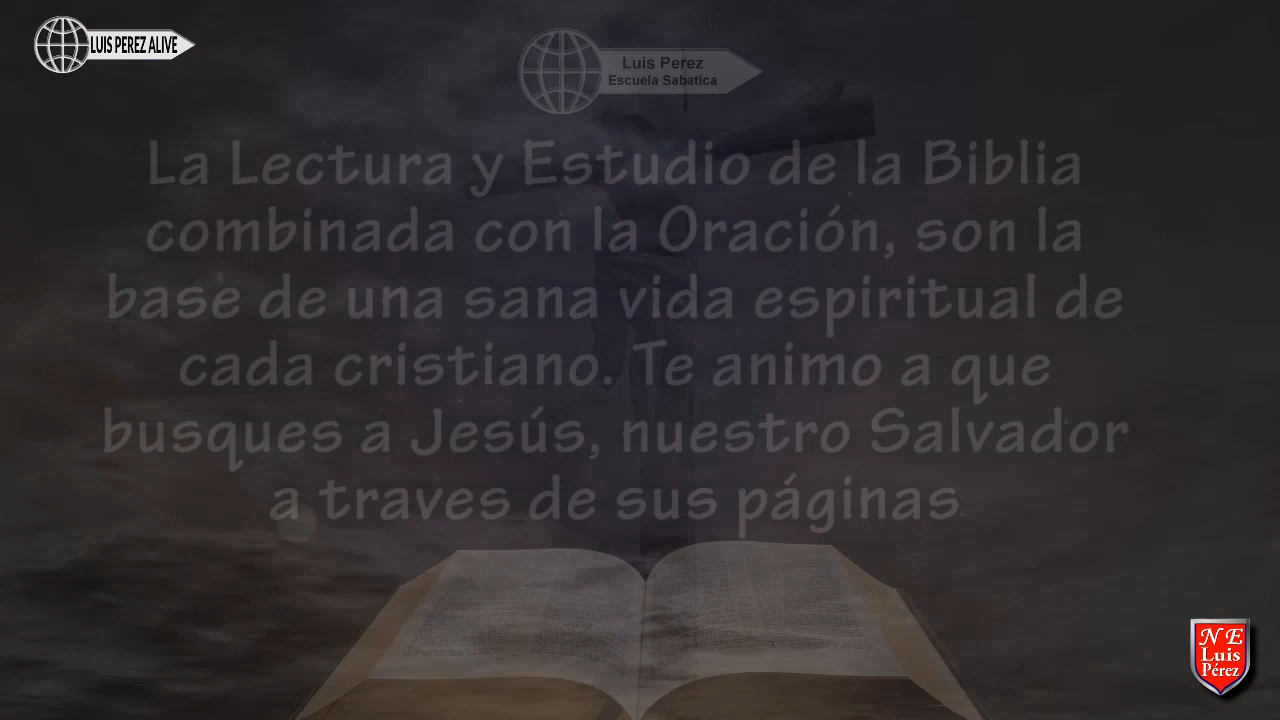 LUIS PEREZ ALIVE
Luis Perez
Escuela Sabatica
La Lectura y Estudio de la Biblia
combinada con la Oración, son la
base de una sana vida espiritual de
cada cristiano. Te animo a que
busques a Jesús, nuestro Salvador
a traves de sus páginas.
N E
Luis
Pérez